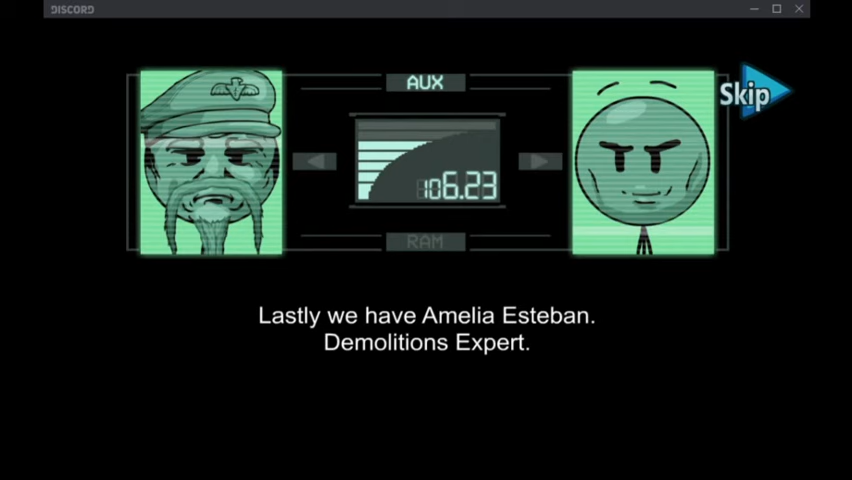 DISCORD
AUX
Skip
106.23
RAM
Lastly we have Amelia Esteban.
Demolitions Expert.